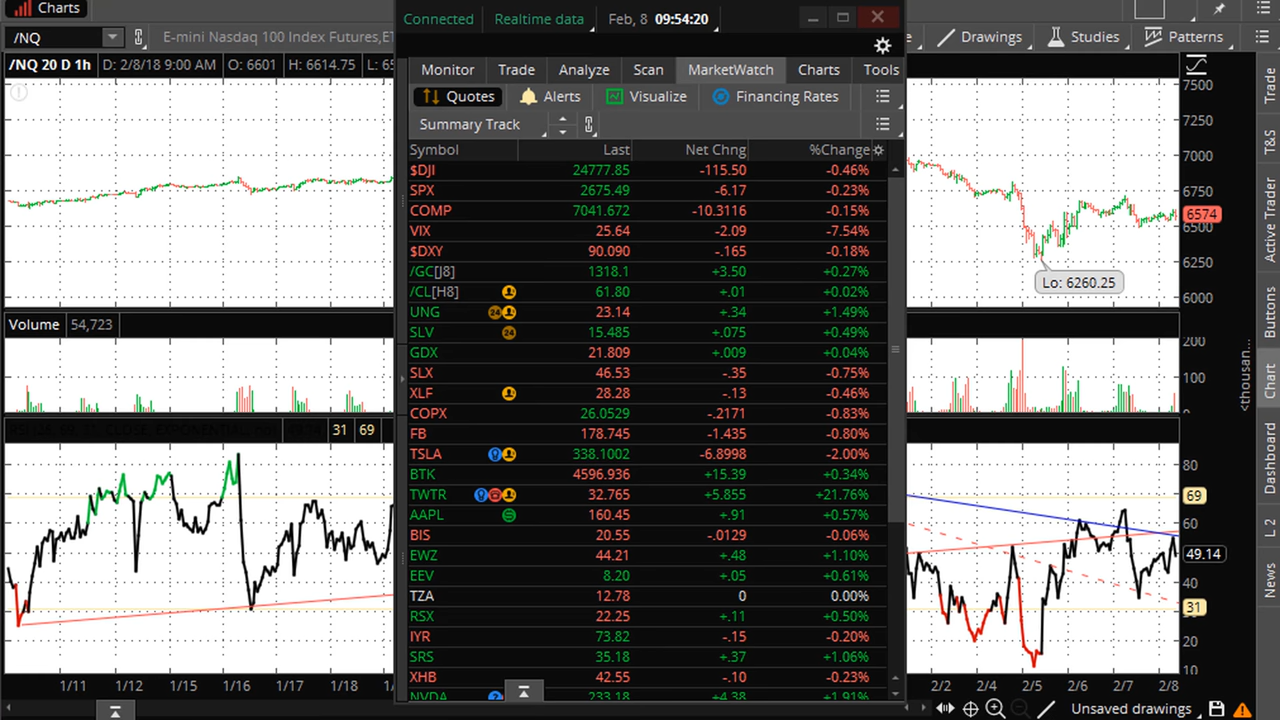 Charts
Connected Realtime data Feb, 8 09:54:20
/NQ E-mini Nasdaq 100 Index Futures,ET Drawings Studies Patterns
/NQ 20 D 1h D: 2/8/18 9:00 AM O: 6601 H: 6614.75
Monitor Trade Analyze Scan MarketWatch Charts Tools
Quotes Alerts Visualize Financing Rates
Summary Track
Symbol Last Net Chng %Change
$DJI 24777.85 -115.50 -0.46%
SPX 2675.49 -6.17 -0.23%
COMP 7041.672 -10.3116 -0.15%
VIX 25.64 -2.09 -7.54%
$DXY 90.090 -.165 -0.18%
/GC[J8] 1318.1 +3.50 +0.27%
/CL[H8] 61.80 +.01 +0.02%
UNG 24 23.14 +.34 +1.49%
SLV 24 15.485 +.075 +0.49%
GDX 21.809 +.009 +0.04%
SLX 46.53 -.35 -0.75%
XLF 28.28 -.13 -0.46%
COPX 26.0529 -.2171 -0.83%
FB 178.745 -1.435 -0.80%
TSLA 338.1002 -6.8998 -2.00%
BTK 4596.936 +15.39 +0.34%
TWTR 32.765 +5.855 +21.76%
AAPL 160.45 +.91 +0.57%
BIS 20.55 -.0129 -0.06%
EWZ 44.21 +.48 +1.10%
EEV 8.20 +.05 +0.61%
TZA 12.78 0 0.00%
RSX 22.25 +.11 +0.50%
IYR 73.82 -.15 -0.20%
SRS 35.18 +.37 +1.06%
XHB 42.55 -.10 -0.23%
NVDA 233.18 +4.38 +1.91%
7500
7250
7000
6750
6574
6500
6250
6000
Lo: 6260.25
Volume 54,723
200
100
<thousan...
31 69
80
69
60
49.14
40
31
20
10
1/11 1/12 1/15 1/16 1/17 1/18 2/2 2/4 2/5 2/6 2/7 2/8
Unsaved drawings
Trade
T&S
Active Trader
Buttons
Chart
Dashboard
L 2
News